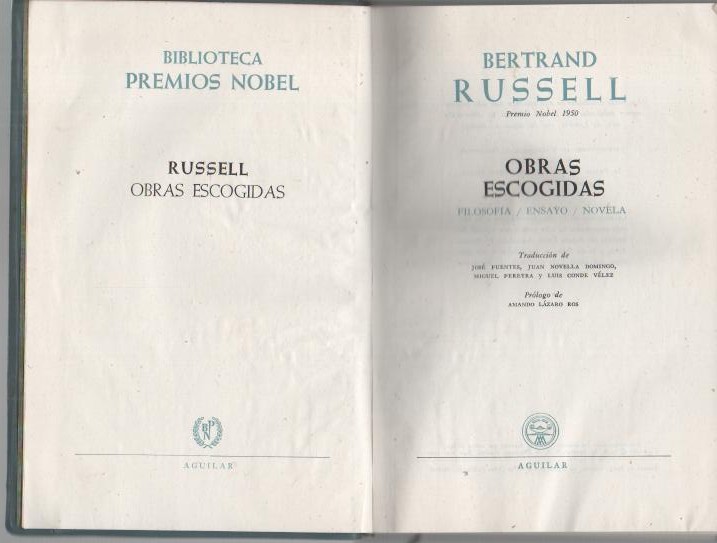 BIBLIOTECA
PREMIOS NOBEL
RUSSELL
OBRAS ESCOGIDAS
BPN
AGUILAR
BERTRAND
RUSSELL
Premio Nobel 1950
OBRAS
ESCOGIDAS
FILOSOFÍA / ENSAYO / NOVELA
Traducción de
JOSÉ FUENTES, JUAN NOVELLA DOMINGO,
MIGUEL PEREYRA y LUIS CONDE VÉLEZ
Prólogo de
AMANDO LÁZARO ROS
AGUILAR